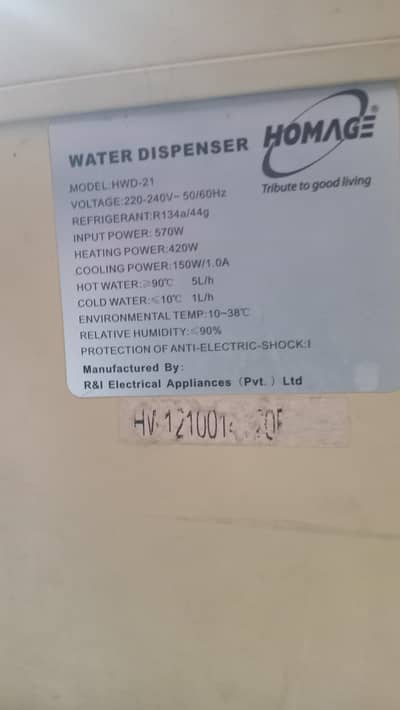 HOMAGE®
Tribute to good living
WATER DISPENSER
MODEL:HWD-21
VOLTAGE:220-240V~ 50/60Hz
REFRIGERANT:R134a/44g
INPUT POWER: 570W
HEATING POWER:420W
COOLING POWER:150W/1.0A
HOT WATER:≥90℃ 5L/h
COLD WATER:≤10℃ 1L/h
ENVIRONMENTAL TEMP:10~38℃
RELATIVE HUMIDITY:≤90%
PROTECTION OF ANTI-ELECTRIC-SHOCK:I
Manufactured By:
R&I Electrical Appliances (Pvt. ) Ltd